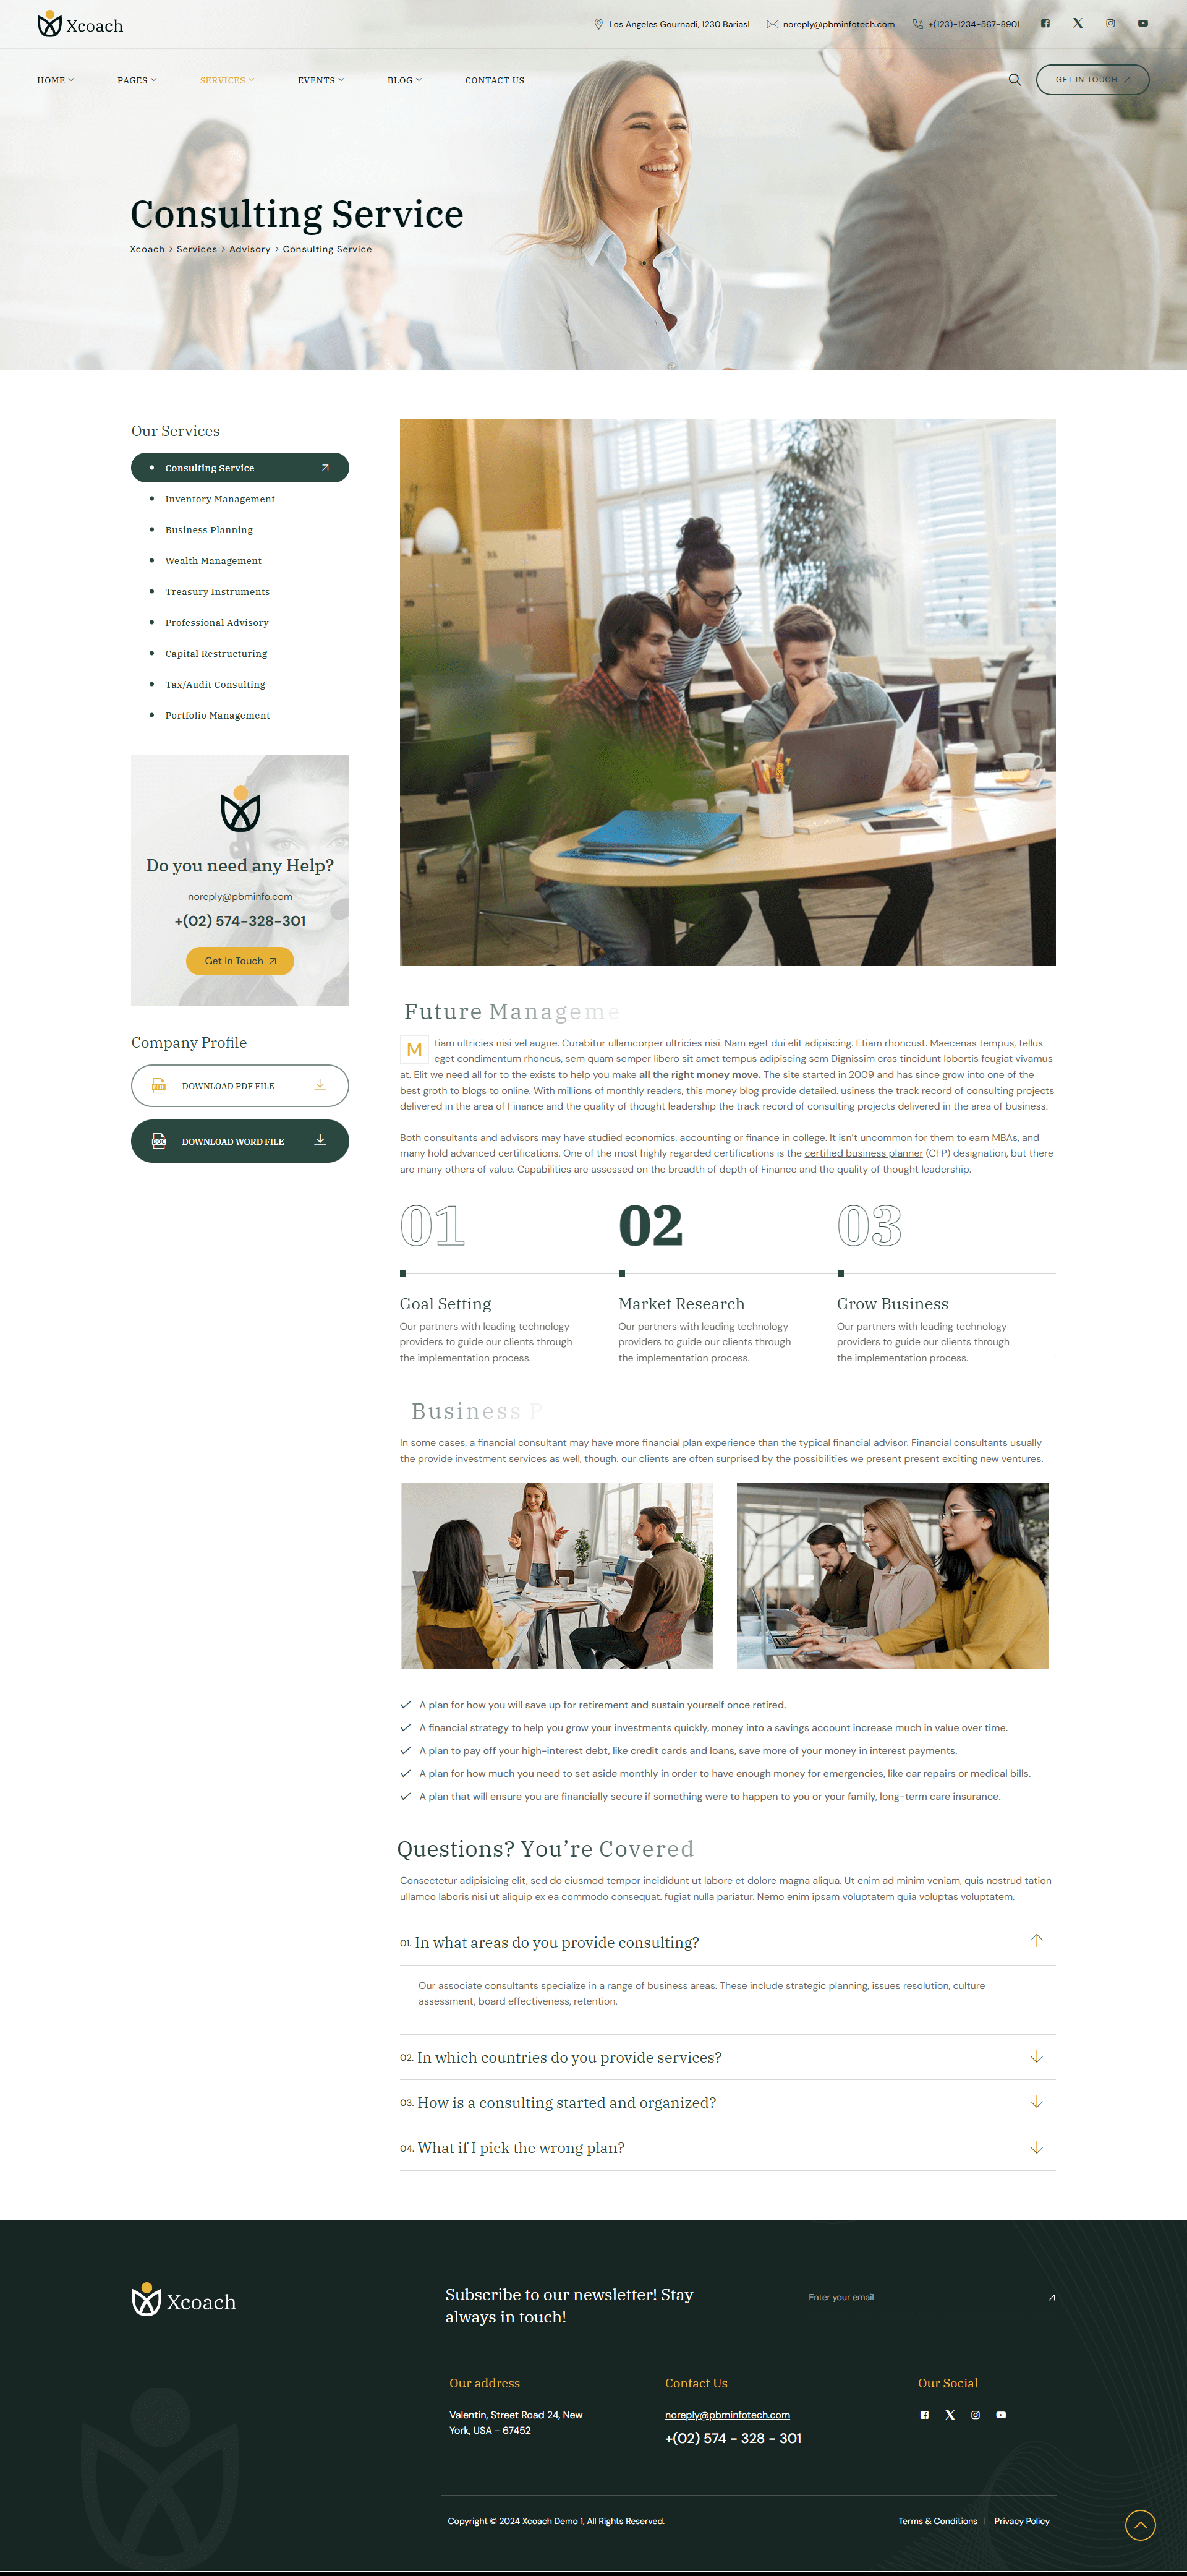 Xcoach
Los Angeles Gournadi, 1230 Bariasl
noreply@pbminfotech.com
+(123)-1234-567-8901
HOME
PAGES
SERVICES
EVENTS
BLOG
CONTACT US
GET IN TOUCH
Consulting Service
Xcoach > Services > Advisory > Consulting Service
Our Services
Consulting Service
Inventory Management
Business Planning
Wealth Management
Treasury Instruments
Professional Advisory
Capital Restructuring
Tax/Audit Consulting
Portfolio Management
Do you need any Help?
noreply@pbminfo.com
+(02) 574-328-301
Get In Touch
Company Profile
PDF
DOWNLOAD PDF FILE
DOC
DOWNLOAD WORD FILE
Future Manageme
M tiam ultricies nisi vel augue. Curabitur ullamcorper ultricies nisi. Nam eget dui elit adipiscing. Etiam rhoncust. Maecenas tempus, tellus
eget condimentum rhoncus, sem quam semper libero sit amet tempus adipiscing sem Dignissim cras tincidunt lobortis feugiat vivamus
at. Elit we need all for to the exists to help you make all the right money move. The site started in 2009 and has since grow into one of the
best groth to blogs to online. With millions of monthly readers, this money blog provide detailed. usiness the track record of consulting projects
delivered in the area of Finance and the quality of thought leadership the track record of consulting projects delivered in the area of business.
Both consultants and advisors may have studied economics, accounting or finance in college. It isn’t uncommon for them to earn MBAs, and
many hold advanced certifications. One of the most highly regarded certifications is the certified business planner (CFP) designation, but there
are many others of value. Capabilities are assessed on the breadth of depth of Finance and the quality of thought leadership.
01
Goal Setting
Our partners with leading technology
providers to guide our clients through
the implementation process.
02
Market Research
Our partners with leading technology
providers to guide our clients through
the implementation process.
03
Grow Business
Our partners with leading technology
providers to guide our clients through
the implementation process.
Business P
In some cases, a financial consultant may have more financial plan experience than the typical financial advisor. Financial consultants usually
the provide investment services as well, though. our clients are often surprised by the possibilities we present present exciting new ventures.
A plan for how you will save up for retirement and sustain yourself once retired.
A financial strategy to help you grow your investments quickly, money into a savings account increase much in value over time.
A plan to pay off your high-interest debt, like credit cards and loans, save more of your money in interest payments.
A plan for how much you need to set aside monthly in order to have enough money for emergencies, like car repairs or medical bills.
A plan that will ensure you are financially secure if something were to happen to you or your family, long-term care insurance.
Questions? You’re Covered
Consectetur adipisicing elit, sed do eiusmod tempor incididunt ut labore et dolore magna aliqua. Ut enim ad minim veniam, quis nostrud tation
ullamco laboris nisi ut aliquip ex ea commodo consequat. fugiat nulla pariatur. Nemo enim ipsam voluptatem quia voluptas voluptatem.
01. In what areas do you provide consulting?
Our associate consultants specialize in a range of business areas. These include strategic planning, issues resolution, culture
assessment, board effectiveness, retention.
02. In which countries do you provide services?
03. How is a consulting started and organized?
04. What if I pick the wrong plan?
Xcoach
Subscribe to our newsletter! Stay
always in touch!
Enter your email
Our address
Valentin, Street Road 24, New
York, USA - 67452
Contact Us
noreply@pbminfotech.com
+(02) 574 - 328 - 301
Our Social
Copyright © 2024 Xcoach Demo 1, All Rights Reserved.
Terms & Conditions | Privacy Policy